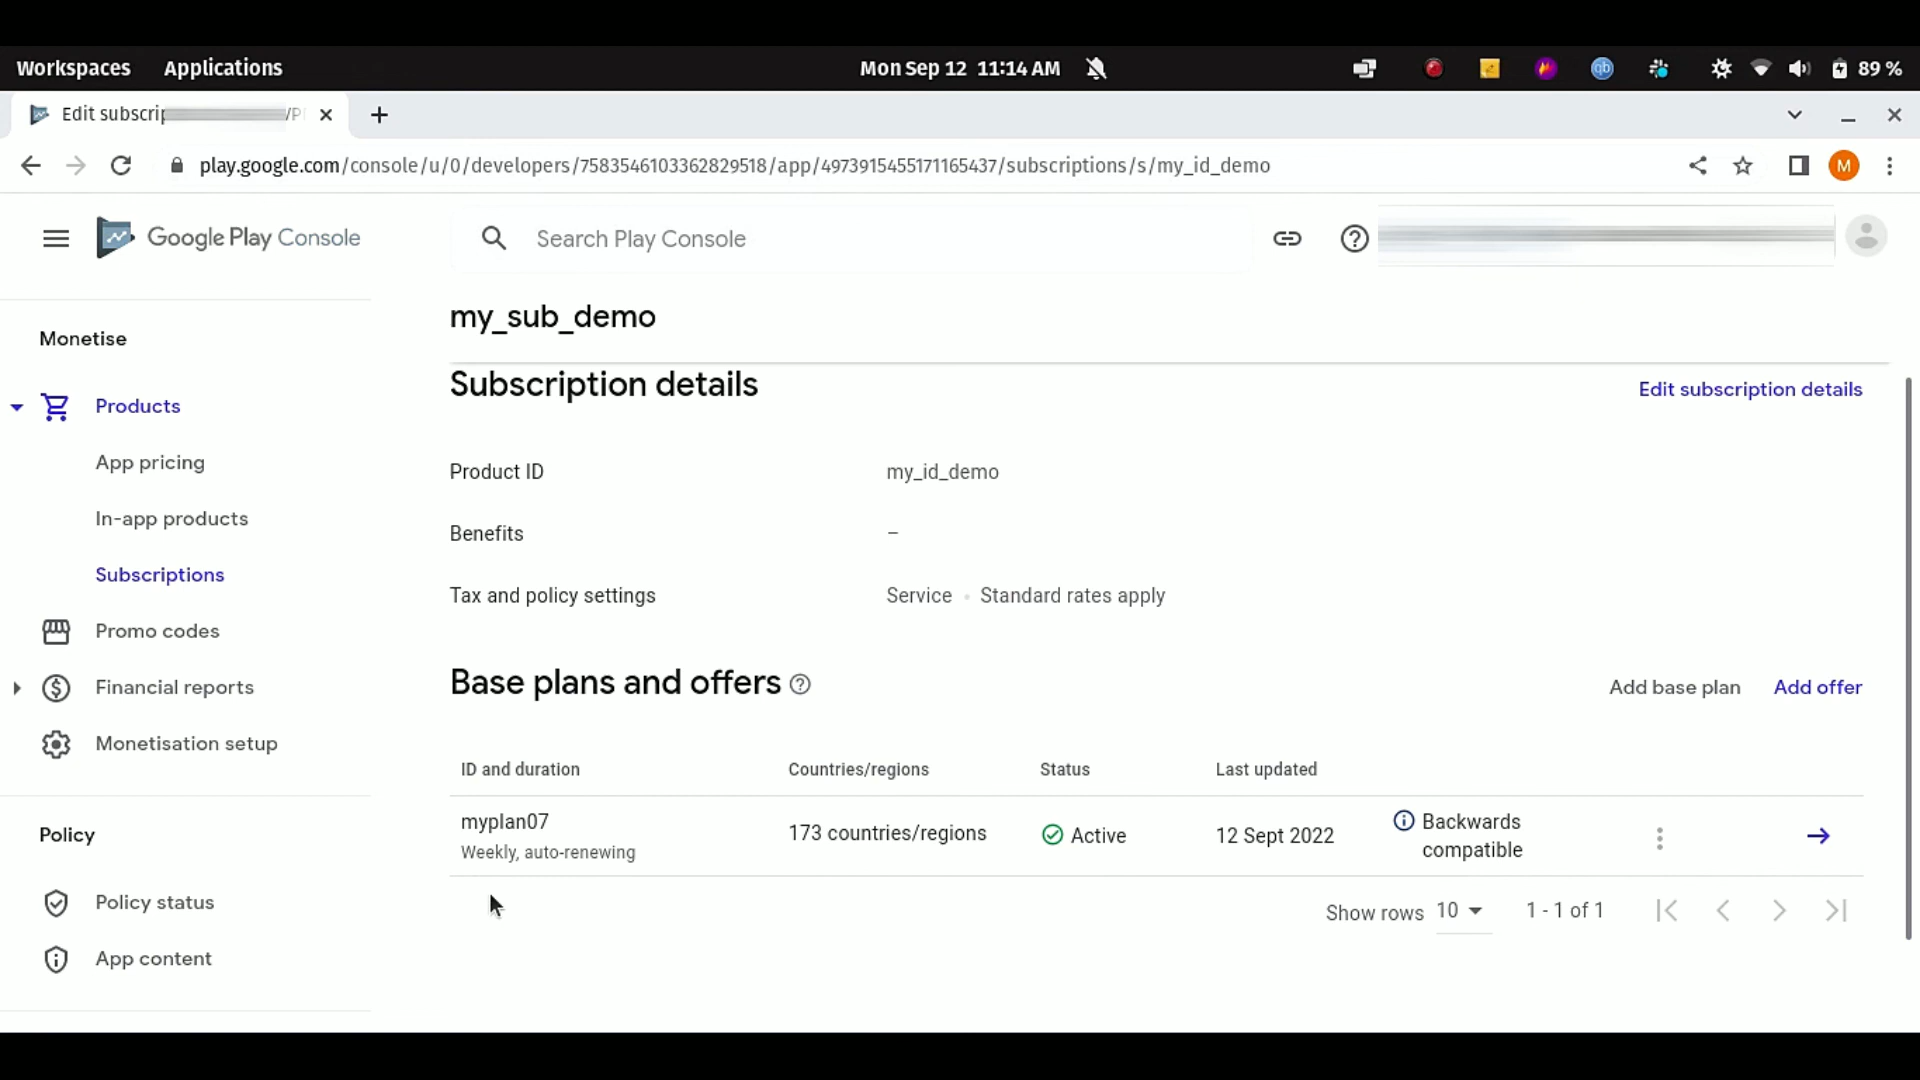 Workspaces Applications Mon Sep 12 11:14 AM 89 %
Edit subscrip /P
play.google.com/console/u/0/developers/7583546103362829518/app/4973915455171165437/subscriptions/s/my_id_demo M
Google Play Console Search Play Console
my_sub_demo
Monetise
Subscription details Edit subscription details
Products
App pricing
Product ID my_id_demo
In-app products
Benefits –
Subscriptions
Tax and policy settings Service • Standard rates apply
Promo codes
Base plans and offers Add base plan Add offer
Financial reports
Monetisation setup
ID and duration Countries/regions Status Last updated
myplan07 173 countries/regions Active 12 Sept 2022 Backwards
Weekly, auto-renewing compatible
Policy
Policy status
Show rows 10 1 - 1 of 1
App content